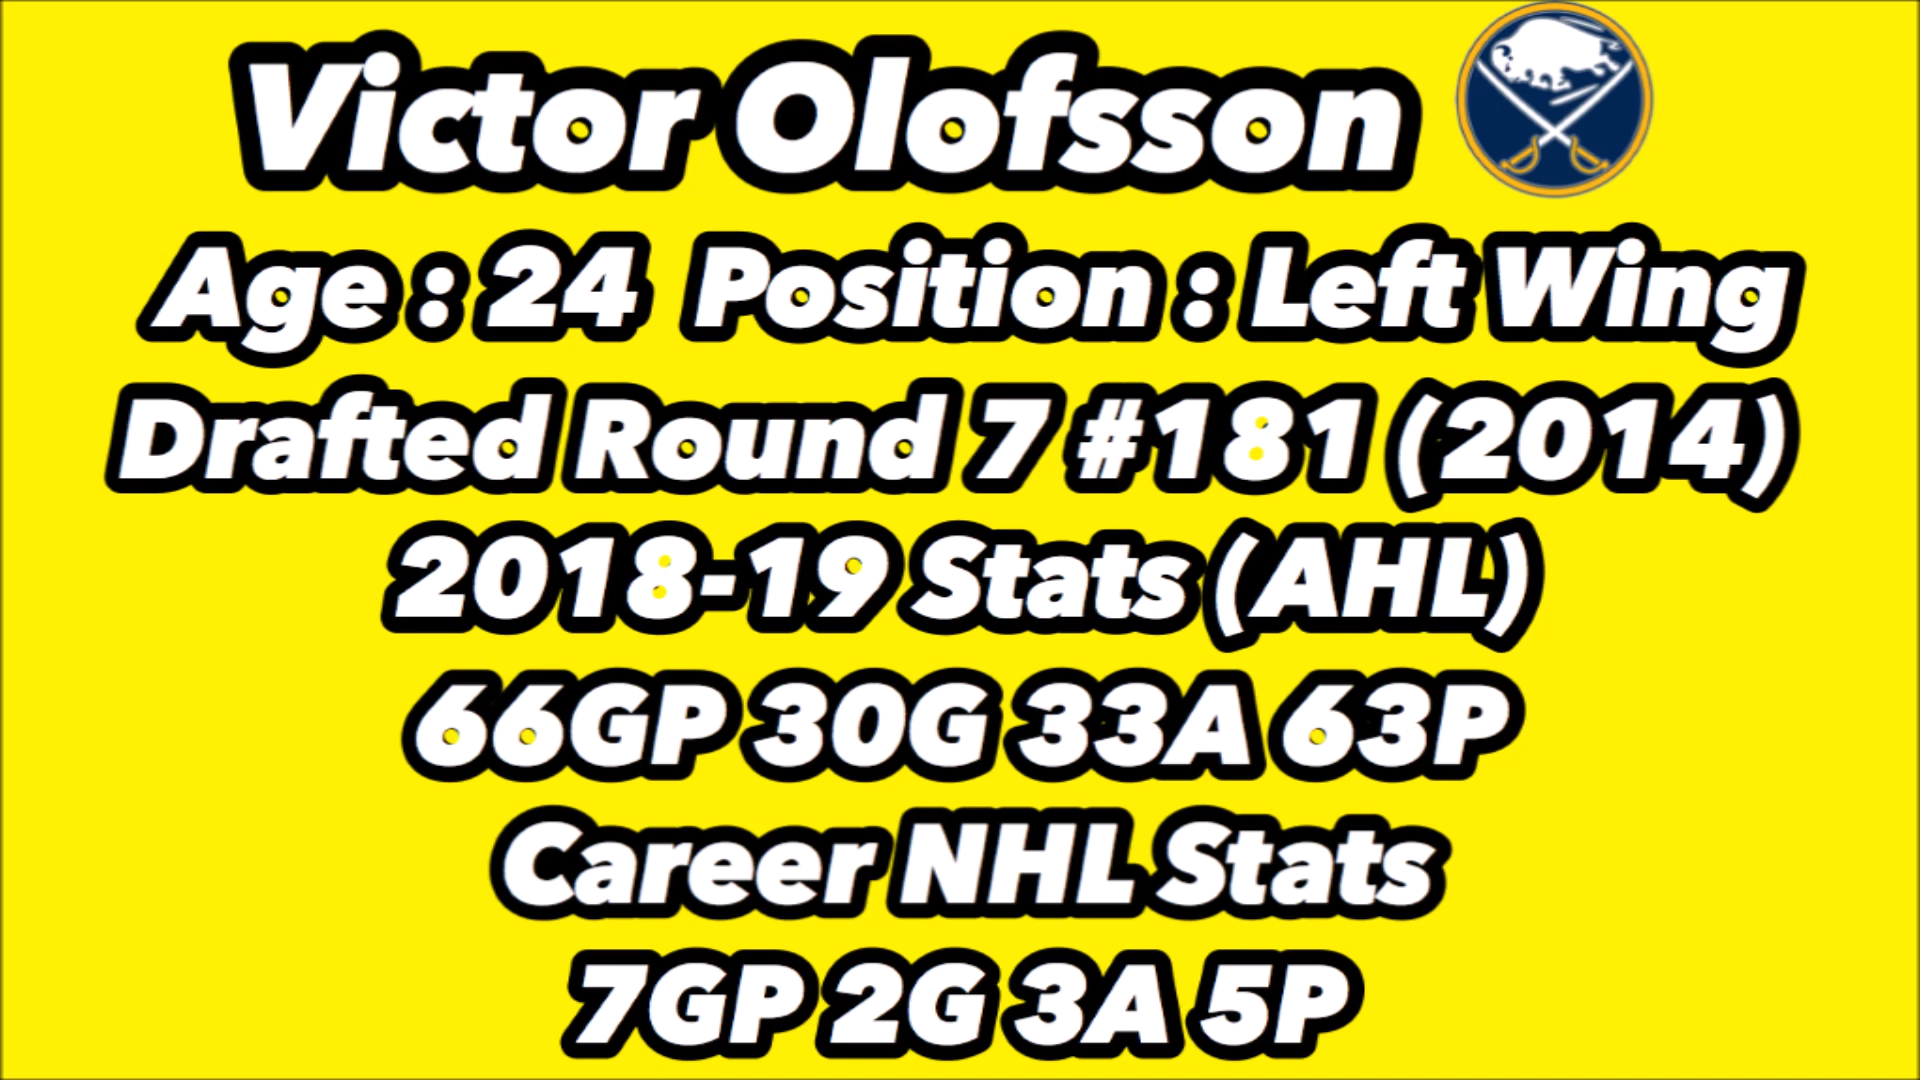 Victor Olofsson
Age : 24 Position : Left Wing
Drafted Round 7 #181 (2014)
2018-19 Stats (AHL)
66GP 30G 33A 63P
Career NHL Stats
7GP 2G 3A 5P